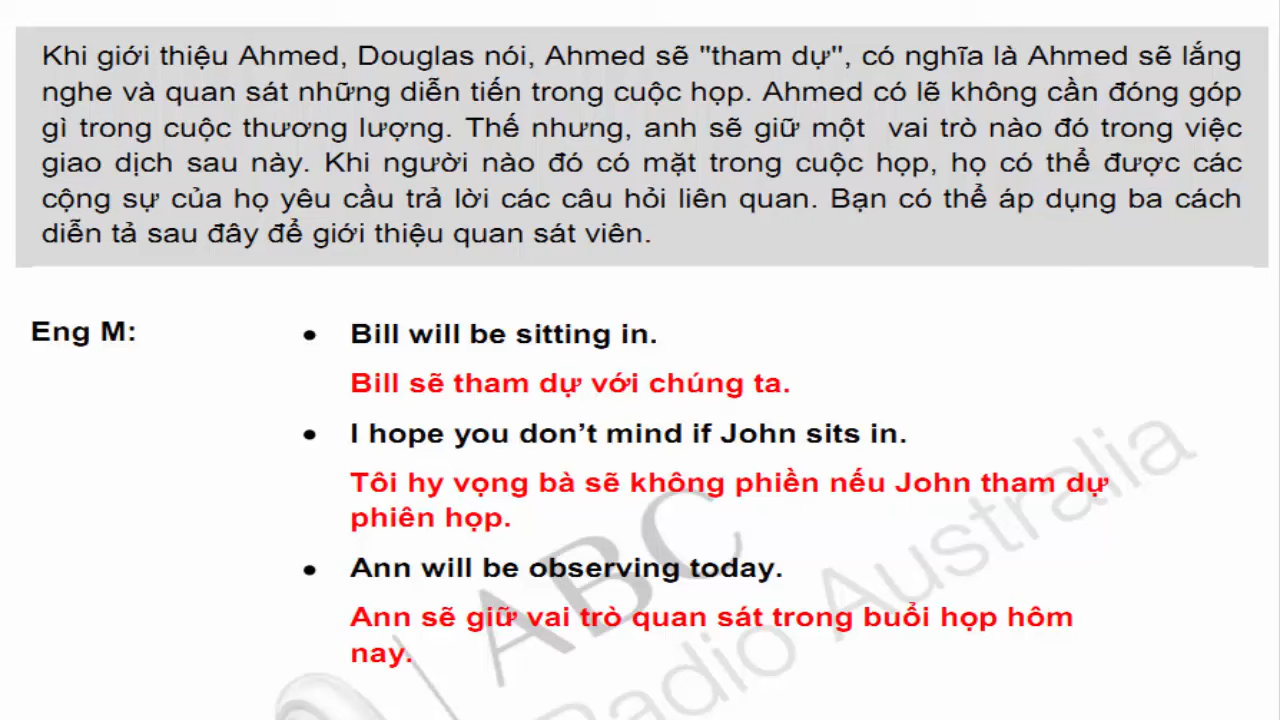 Khi giới thiệu Ahmed, Douglas nói, Ahmed sẽ "tham dự", có nghĩa là Ahmed sẽ lắng
nghe và quan sát những diễn tiến trong cuộc họp. Ahmed có lẽ không cần đóng góp
gì trong cuộc thương lượng. Thế nhưng, anh sẽ giữ một vai trò nào đó trong việc
giao dịch sau này. Khi người nào đó có mặt trong cuộc họp, họ có thể được các
cộng sự của họ yêu cầu trả lời các câu hỏi liên quan. Bạn có thể áp dụng ba cách
diễn tả sau đây để giới thiệu quan sát viên.
Eng M:
• Bill will be sitting in.
Bill sẽ tham dự với chúng ta.
• I hope you don’t mind if John sits in.
Tôi hy vọng bà sẽ không phiền nếu John tham dự
phiên họp.
• Ann will be observing today.
Ann sẽ giữ vai trò quan sát trong buổi họp hôm
nay.
ABC
Radio Australia